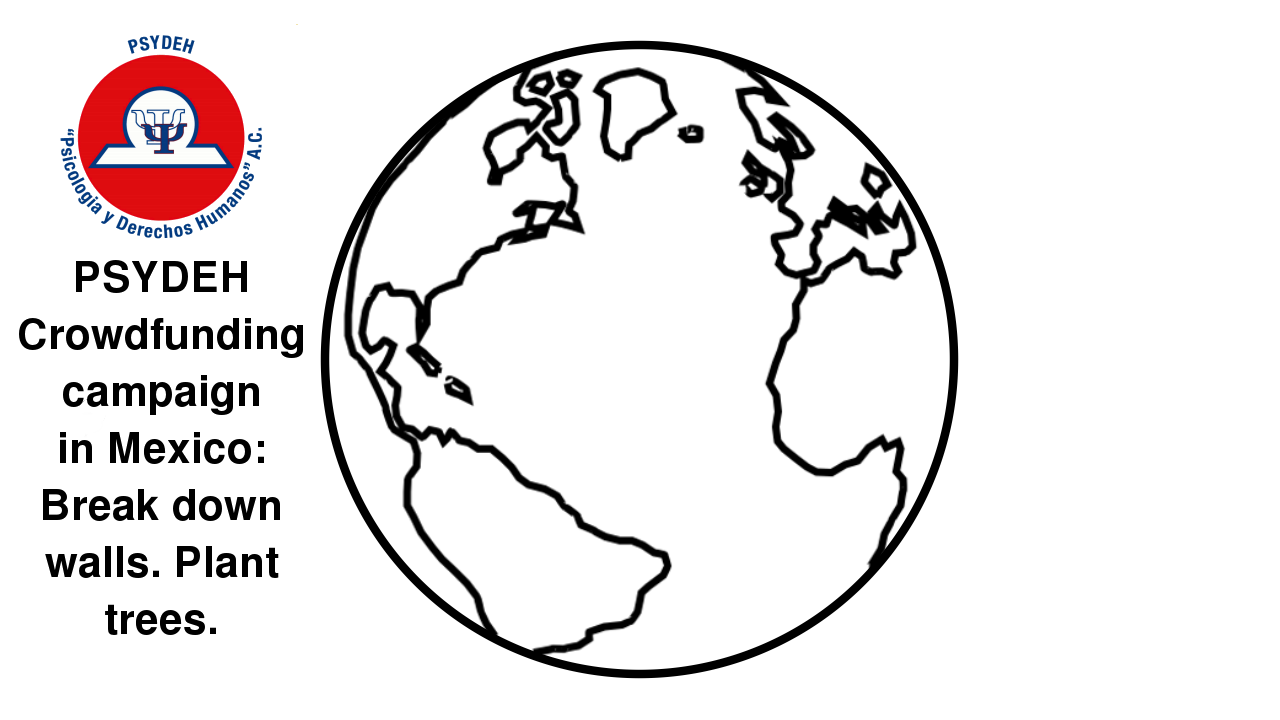 PSYDEH
"Psicología y Derechos Humanos" A.C.
PSYDEH
Crowdfunding
campaign
in Mexico:
Break down
walls. Plant
trees.